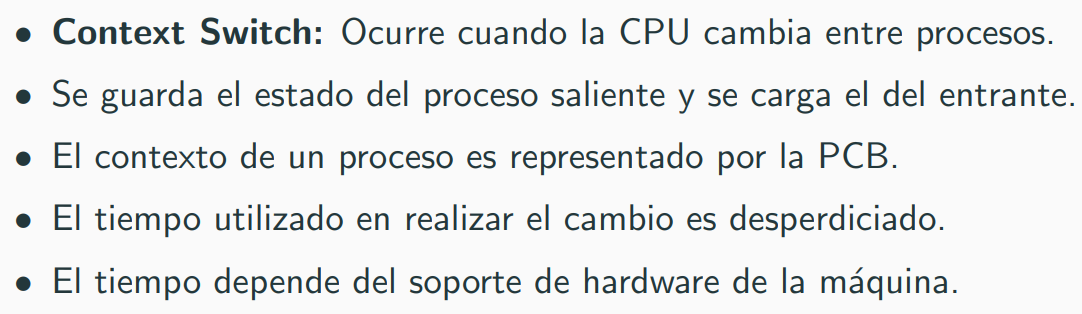 • Context Switch: Ocurre cuando la CPU cambia entre procesos.
• Se guarda el estado del proceso saliente y se carga el del entrante.
• El contexto de un proceso es representado por la PCB.
• El tiempo utilizado en realizar el cambio es desperdiciado.
• El tiempo depende del soporte de hardware de la máquina.